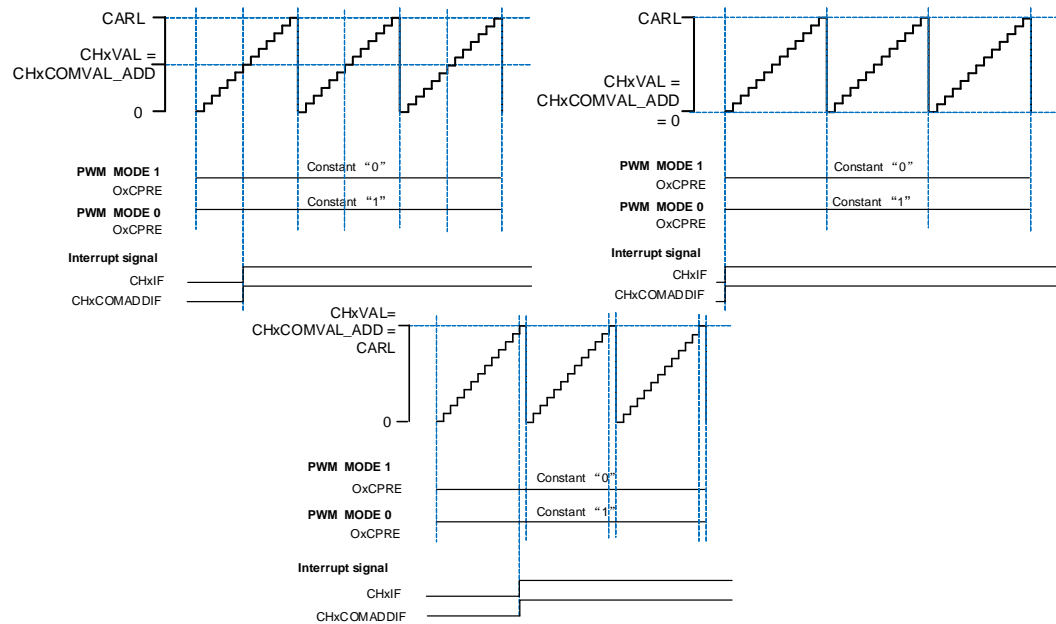 CARL
CHxVAL =
CHxCOMVAL_ADD
0
PWM MODE 1
OxCPRE
Constant “0”
PWM MODE 0
OxCPRE
Constant “1”
Interrupt signal
CHxIF
CHxCOMADDIF
CARL
CHxVAL =
CHxCOMVAL_ADD
= 0
PWM MODE 1
OxCPRE
Constant “0”
PWM MODE 0
OxCPRE
Constant “1”
Interrupt signal
CHxIF
CHxCOMADDIF
CHxVAL=
CHxCOMVAL_ADD =
CARL
0
PWM MODE 1
OxCPRE
Constant “0”
PWM MODE 0
OxCPRE
Constant “1”
Interrupt signal
CHxIF
CHxCOMADDIF